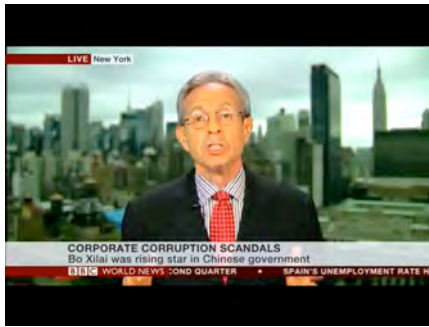 LIVE New York
CORPORATE CORRUPTION SCANDALS
Bo Xilai was rising star in Chinese government
BBC WORLD NEWS COND QUARTER • SPAIN'S UNEMPLOYMENT RATE H